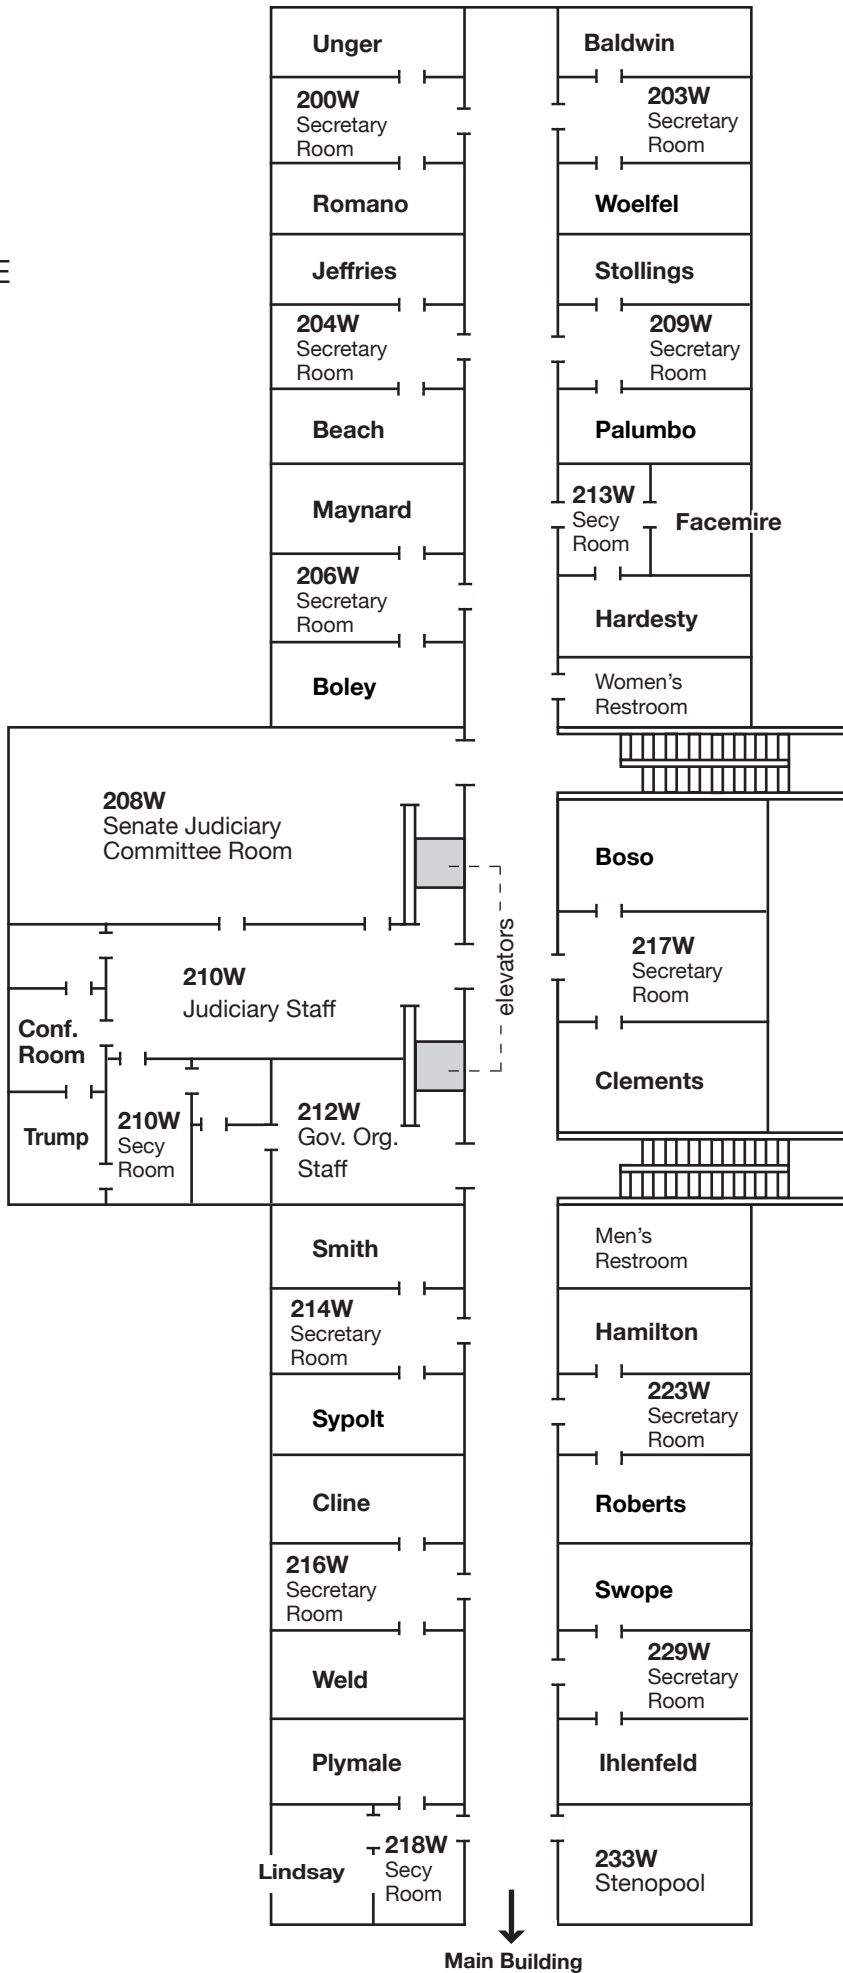 Unger
Baldwin
200W
Secretary
Room
203W
Secretary
Room
Romano
Woelfel
Jeffries
Stollings
E
204W
Secretary
Room
209W
Secretary
Room
Beach
Palumbo
Maynard
213W
Secy
Room
Facemire
206W
Secretary
Room
Hardesty
Boley
Women's
Restroom
208W
Senate Judiciary
Committee Room
Boso
elevators
210W
Judiciary Staff
217W
Secretary
Room
Conf.
Room
Clements
Trump
210W
Secy
Room
212W
Gov. Org.
Staff
Smith
Men's
Restroom
214W
Secretary
Room
Hamilton
Sypolt
223W
Secretary
Room
Cline
Roberts
216W
Secretary
Room
Swope
Weld
229W
Secretary
Room
Plymale
Ihlenfeld
Lindsay
218W
Secy
Room
233W
Stenopool
Main Building